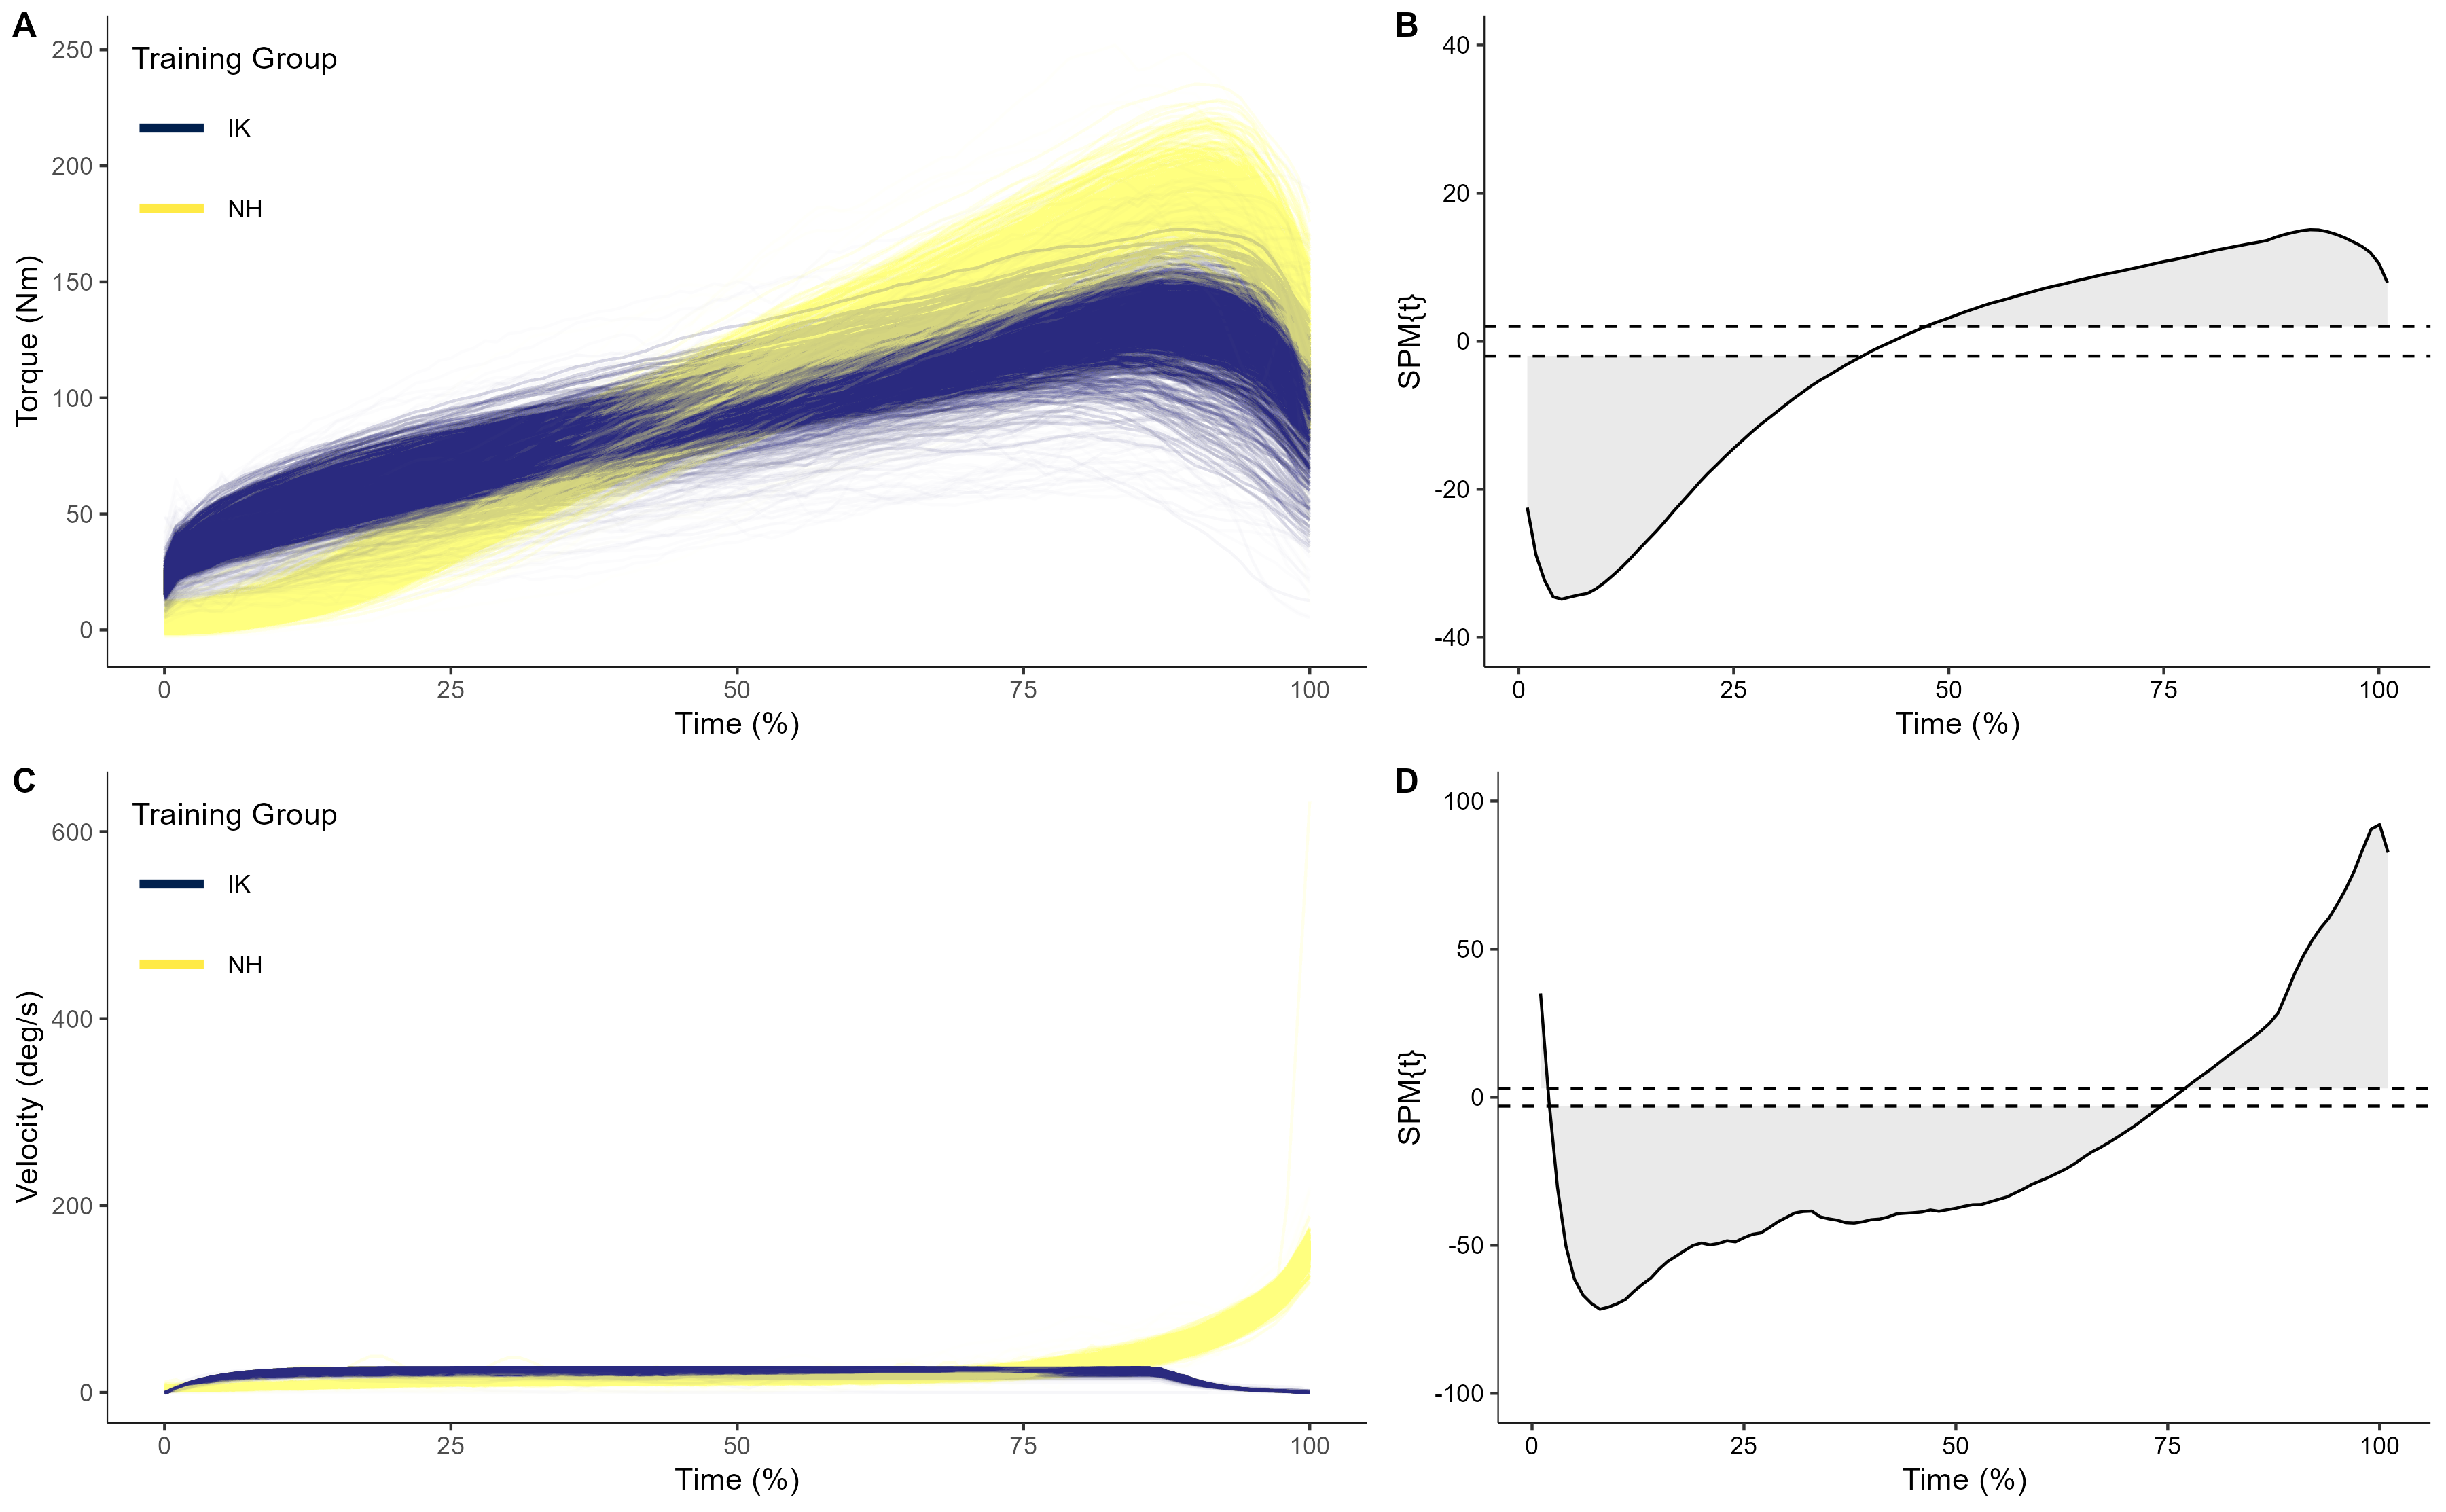 A
Training Group
IK
NH
Torque (Nm)
250
200
150
100
50
0
0 25 50 75 100
Time (%)
B
SPM{t}
40
20
0
-20
-40
0 25 50 75 100
Time (%)
C
Training Group
IK
NH
Velocity (deg/s)
600
400
200
0
0 25 50 75 100
Time (%)
D
SPM{t}
100
50
0
-50
-100
0 25 50 75 100
Time (%)